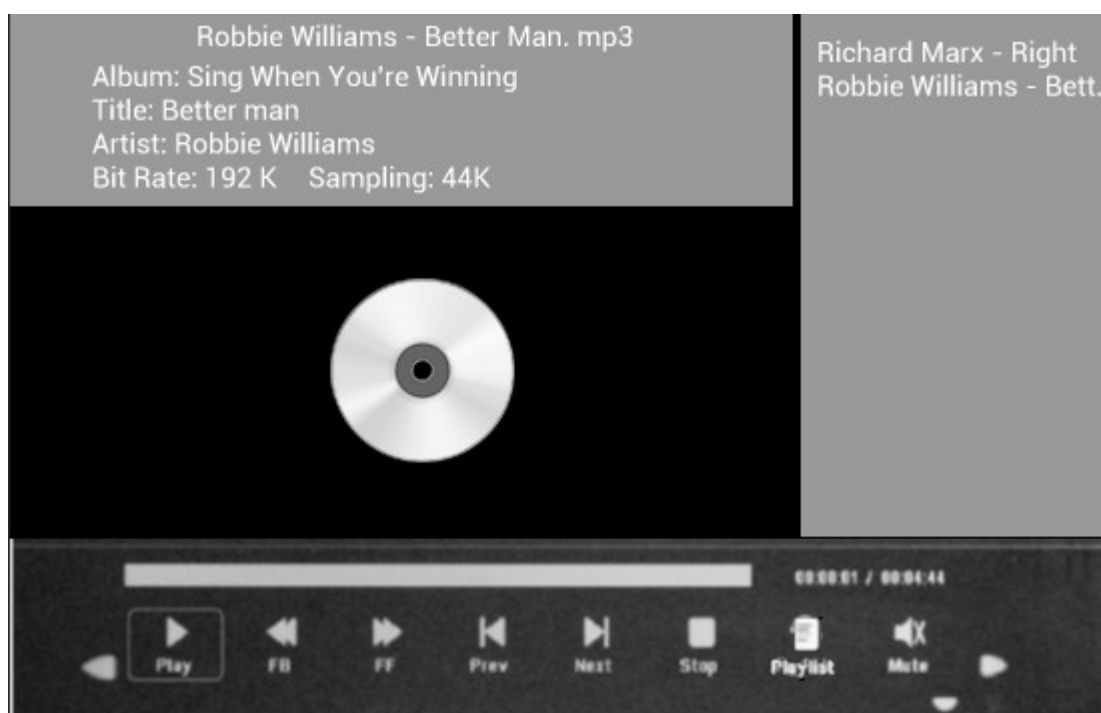 Robbie Williams - Better Man. mp3
Album: Sing When You're Winning
Title: Better man
Artist: Robbie Williams
Bit Rate: 192 K Sampling: 44K
Richard Marx - Right
Robbie Williams - Bett.
00:00:01 / 00:04:44
Play FB FF Prev Next Stop Playlist Mute